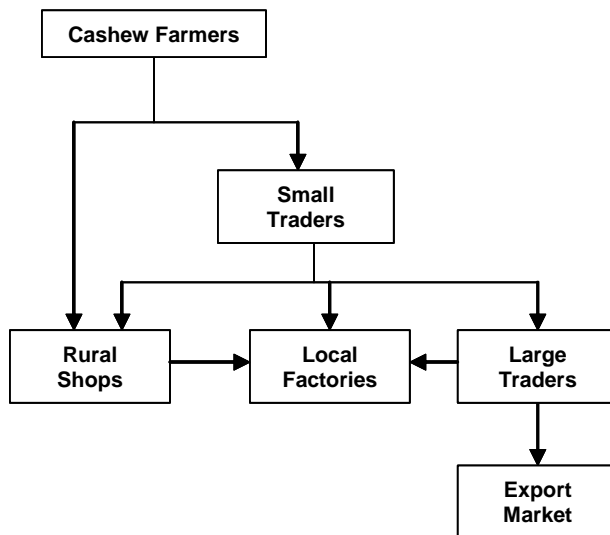 Cashew Farmers
Small
Traders
Rural
Shops
Local
Factories
Large
Traders
Export
Market